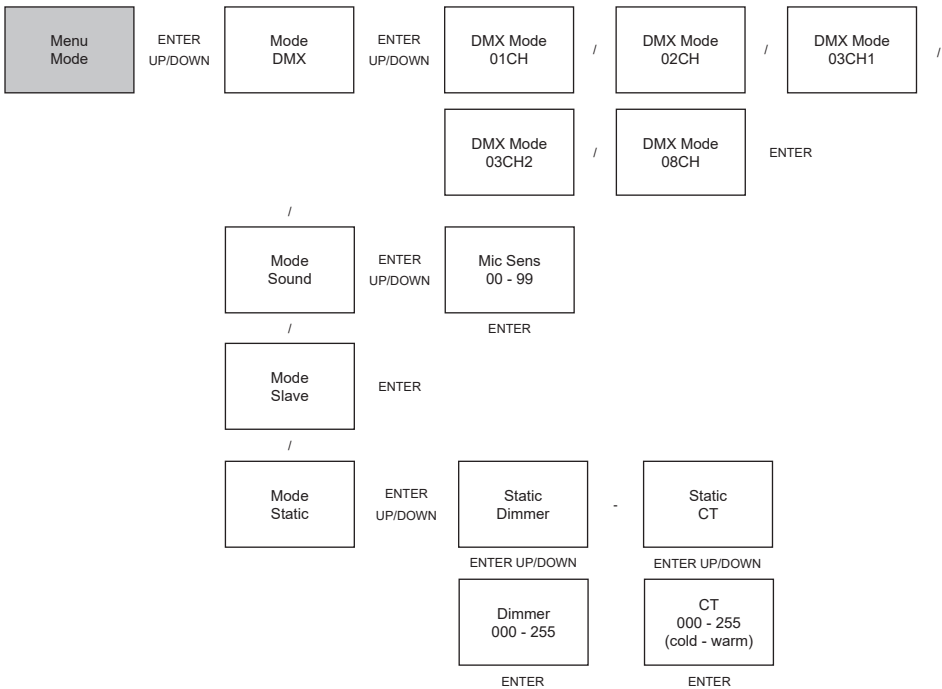 Menu
Mode
ENTER
UP/DOWN
Mode
DMX
ENTER
UP/DOWN
DMX Mode
01CH
/
DMX Mode
02CH
/
DMX Mode
03CH1
/
DMX Mode
03CH2
/
DMX Mode
08CH
ENTER
/
Mode
Sound
ENTER
UP/DOWN
Mic Sens
00 - 99
ENTER
/
Mode
Slave
ENTER
/
Mode
Static
ENTER
UP/DOWN
Static
Dimmer
-
Static
CT
ENTER UP/DOWN
ENTER UP/DOWN
Dimmer
000 - 255
CT
000 - 255
(cold - warm)
ENTER
ENTER